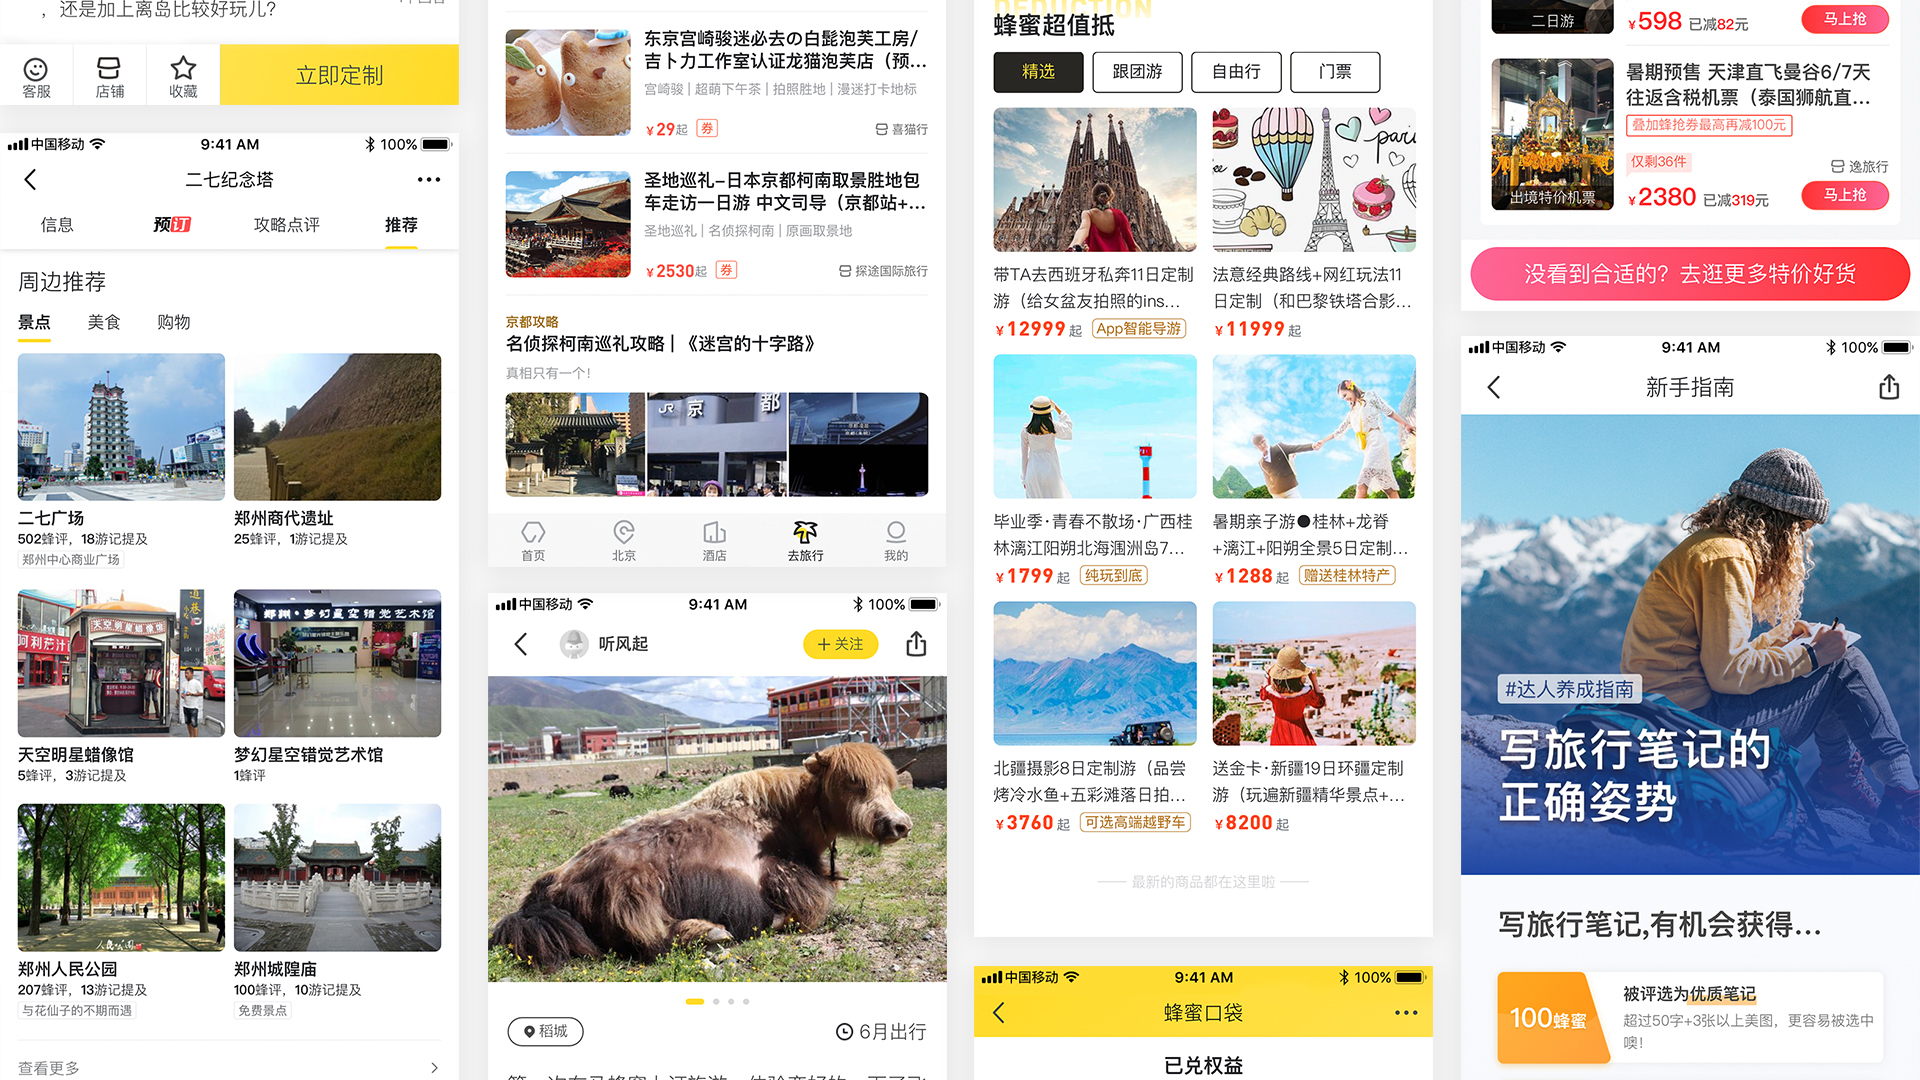 ，还是加上离岛比较好玩儿？
客服
店铺
收藏
立即定制
中国移动
9:41 AM
100%
二七纪念塔
信息
预订
攻略点评
推荐
周边推荐
景点
美食
购物
二七广场
502蜂评，18游记提及
郑州中心商业广场
郑州商代遗址
25蜂评，1游记提及
天空明星蜡像馆
天空明星蜡像馆
5蜂评，3游记提及
郑州·梦幻星空错觉艺术馆
梦幻星空错觉艺术馆
1蜂评
人民公园
郑州人民公园
207蜂评，13游记提及
与花仙子的不期而遇
郑州城隍庙
100蜂评，10游记提及
免费景点
查看更多
东京宫崎骏迷必去の白髭泡芙工房/
吉卜力工作室认证龙猫泡芙店（预...
宫崎骏 | 超萌下午茶 | 拍照胜地 | 漫迷打卡地标
¥29起
券
喜猫行
圣地巡礼-日本京都柯南取景胜地包
车走访一日游 中文司导（京都站+...
圣地巡礼 | 名侦探柯南 | 原画取景地
¥2530起
券
探途国际旅行
京都攻略
名侦探柯南巡礼攻略 | 《迷宫的十字路》
真相只有一个！
JR 京
都
首页
北京
酒店
去旅行
我的
中国移动
9:41 AM
100%
听风起
+关注
稻城
6月出行
DEDUCTION
蜂蜜超值抵
精选
跟团游
自由行
门票
paris
带TA去西班牙私奔11日定制
游（给女盆友拍照的ins...
¥12999起
App智能导游
法意经典路线+网红玩法11
日定制（和巴黎铁塔合影...
¥11999起
毕业季·青春不散场·广西桂
林漓江阳朔北海涠洲岛7...
¥1799起
纯玩到底
暑期亲子游●桂林+龙脊
+漓江+阳朔全景5日定制...
¥1288起
赠送桂林特产
北疆摄影8日定制游（品尝
烤冷水鱼+五彩滩落日拍...
¥3760起
可选高端越野车
送金卡·新疆19日环疆定制
游（玩遍新疆精华景点+...
¥8200起
最新的商品都在这里啦
中国移动
9:41 AM
100%
蜂蜜口袋
已兑权益
二日游
¥598 已减82元
马上抢
出境特价机票
暑期预售 天津直飞曼谷6/7天
往返含税机票（泰国狮航直...
叠加蜂抢券最高再减100元
仅剩36件
逸旅行
¥2380 已减319元
马上抢
没看到合适的？去逛更多特价好货
中国移动
9:41 AM
100%
新手指南
#达人养成指南
写旅行笔记的
正确姿势
写旅行笔记,有机会获得...
100蜂蜜
被评选为优质笔记
超过50字+3张以上美图，更容易被选中
噢！